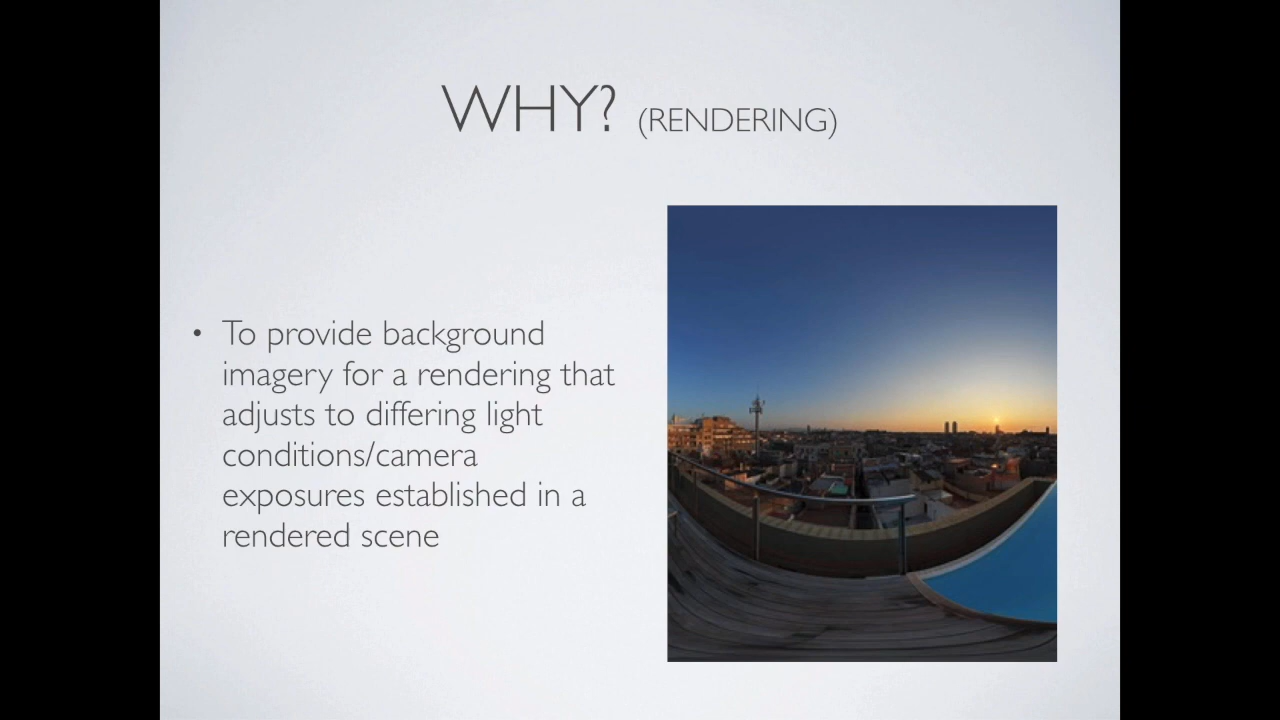 WHY? (RENDERING)
• To provide background
imagery for a rendering that
adjusts to differing light
conditions/camera
exposures established in a
rendered scene